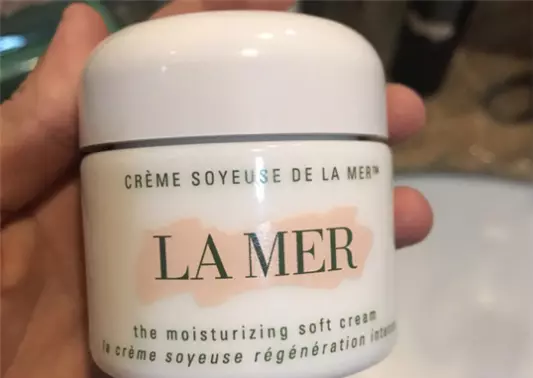 CRÈME SOYEUSE DE LA MER™
LA MER
the moisturizing soft cream
la crème soyeuse régénération